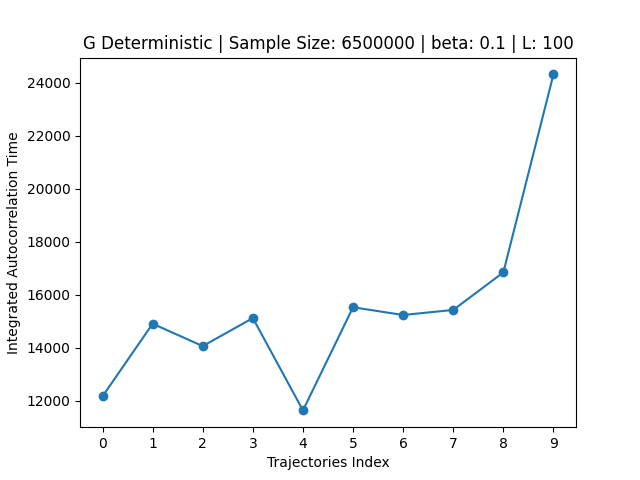 G Deterministic | Sample Size: 6500000 | beta: 0.1 | L: 100
24000
22000
20000
18000
16000
14000
12000
Integrated Autocorrelation Time
0 1 2 3 4 5 6 7 8 9
Trajectories Index